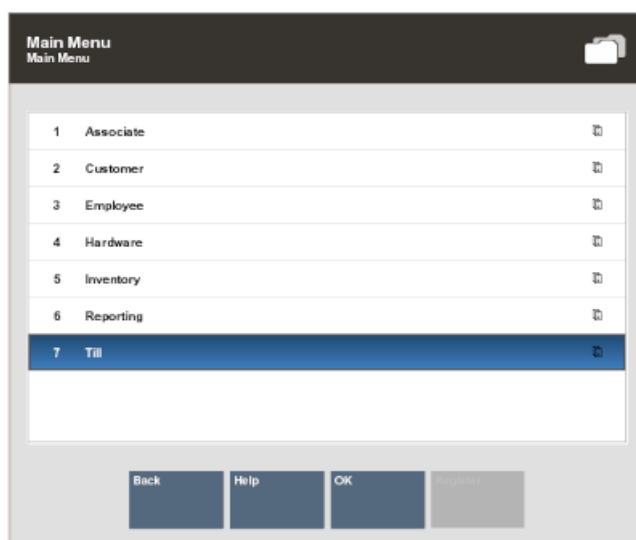 Main Menu
Main Menu
1 Associate
2 Customer
3 Employee
4 Hardware
5 Inventory
6 Reporting
7 Till
Back Help OK Register